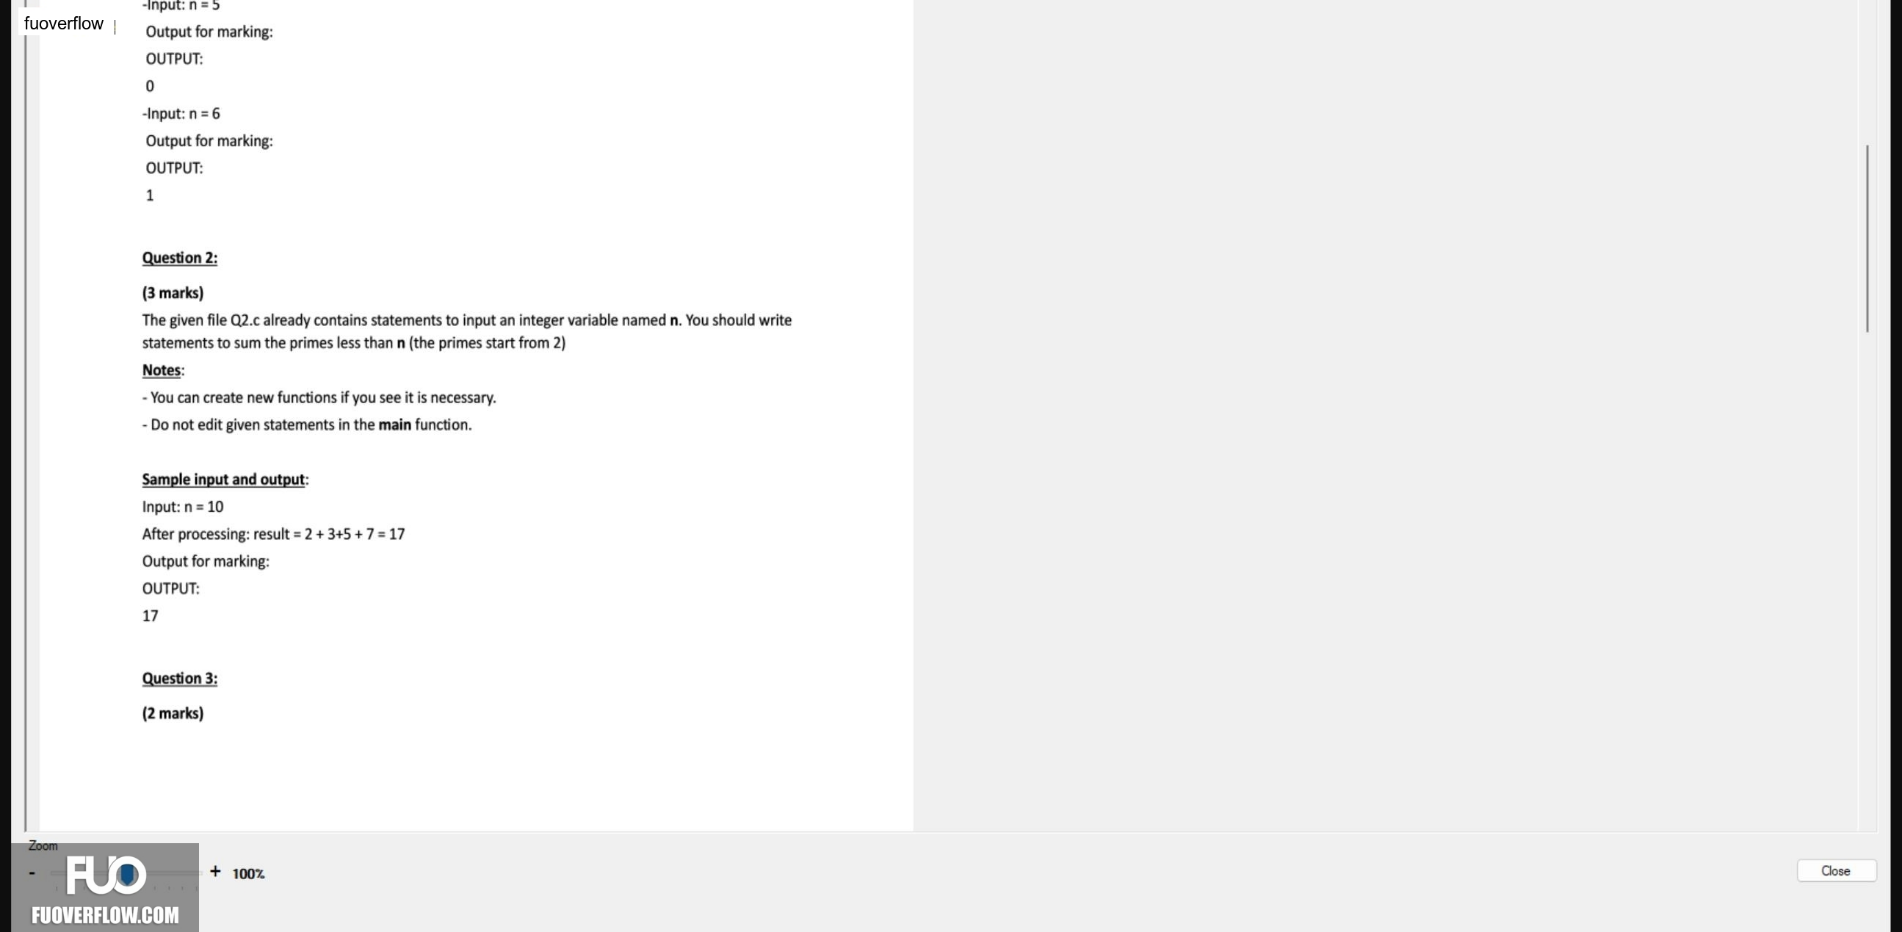 -Input: n = 5
fuoverflow
Output for marking:
OUTPUT:
0
-Input: n = 6
Output for marking:
OUTPUT:
1
Question 2:
(3 marks)
The given file Q2.c already contains statements to input an integer variable named n. You should write
statements to sum the primes less than n (the primes start from 2)
Notes:
- You can create new functions if you see it is necessary.
- Do not edit given statements in the main function.
Sample input and output:
Input: n = 10
After processing: result = 2 + 3+5 + 7 = 17
Output for marking:
OUTPUT:
17
Question 3:
(2 marks)
Zoom
- + 100%
Close
FUO
FUOVERFLOW.COM